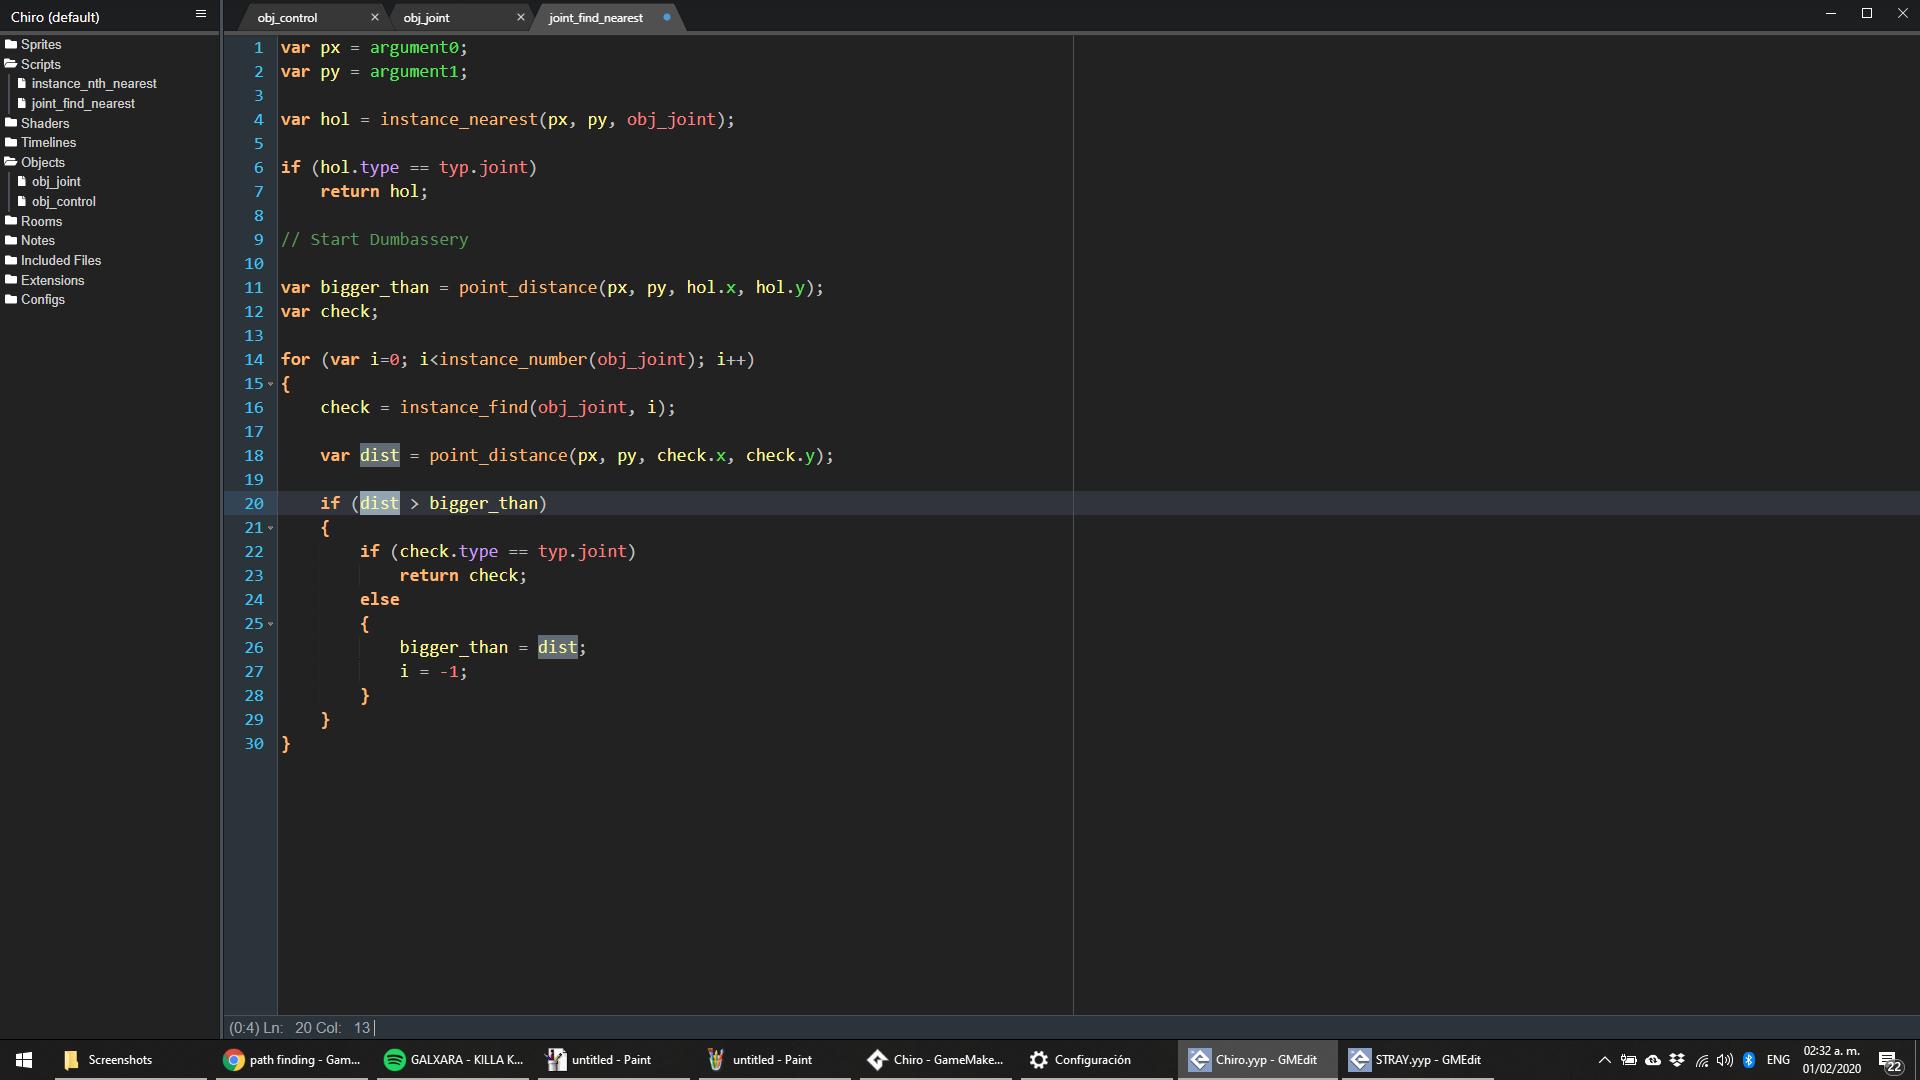 Chiro (default)
obj_control
obj_joint
joint_find_nearest
Sprites
Scripts
instance_nth_nearest
joint_find_nearest
Shaders
Timelines
Objects
obj_joint
obj_control
Rooms
Notes
Included Files
Extensions
Configs
1 var px = argument0;
2 var py = argument1;
3
4 var hol = instance_nearest(px, py, obj_joint);
5
6 if (hol.type == typ.joint)
7 return hol;
8
9 // Start Dumbassery
10
11 var bigger_than = point_distance(px, py, hol.x, hol.y);
12 var check;
13
14 for (var i=0; i<instance_number(obj_joint); i++)
15 {
16 check = instance_find(obj_joint, i);
17
18 var dist = point_distance(px, py, check.x, check.y);
19
20 if (dist > bigger_than)
21 {
22 if (check.type == typ.joint)
23 return check;
24 else
25 {
26 bigger_than = dist;
27 i = -1;
28 }
29 }
30 }
(0:4) Ln: 20 Col: 13
Screenshots
path finding - Gam...
GALXARA - KILLA K...
untitled - Paint
untitled - Paint
Chiro - GameMake...
Configuración
Chiro.yyp - GMEdit
STRAY.yyp - GMEdit
ENG
02:32 a. m.
01/02/2020
22